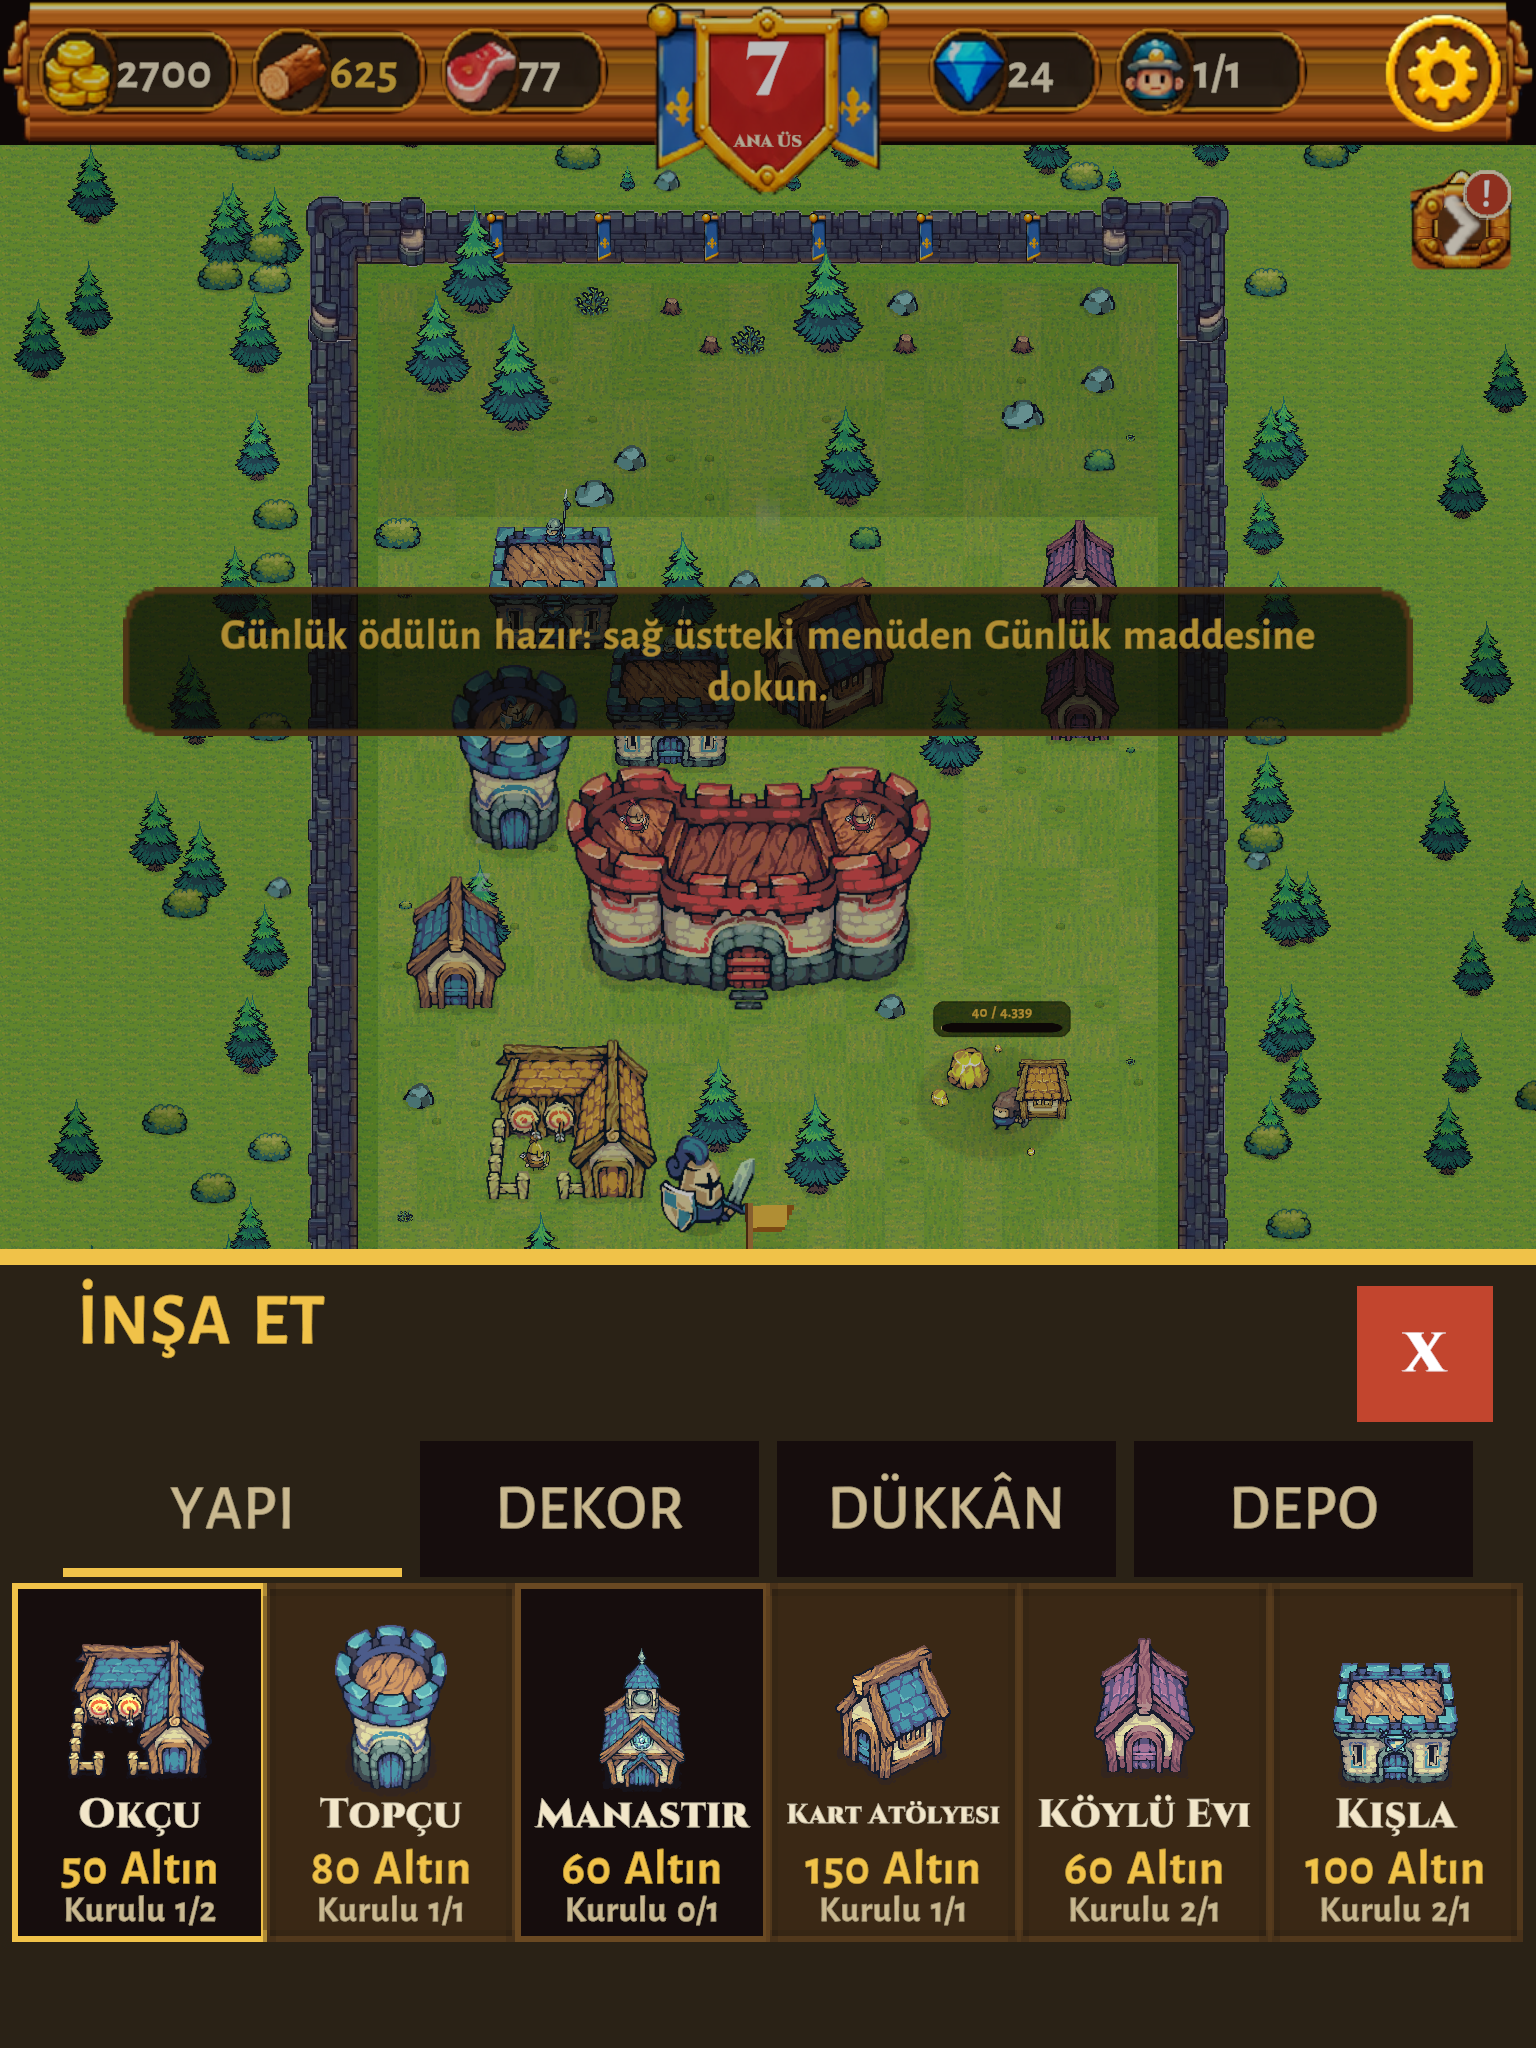 2700
625
77
7
ANA ÜS
24
1/1
!
Günlük ödülün hazır: sağ üstteki menüden Günlük maddesine
dokun.
40 / 4.339
İNŞA ET
X
YAPI
DEKOR
DÜKKÂN
DEPO
Okçu
50 Altın
Kurulu 1/2
Topçu
80 Altın
Kurulu 1/1
Manastır
60 Altın
Kurulu 0/1
Kart Atölyesi
150 Altın
Kurulu 1/1
Köylü Evi
60 Altın
Kurulu 2/1
Kışla
100 Altın
Kurulu 2/1